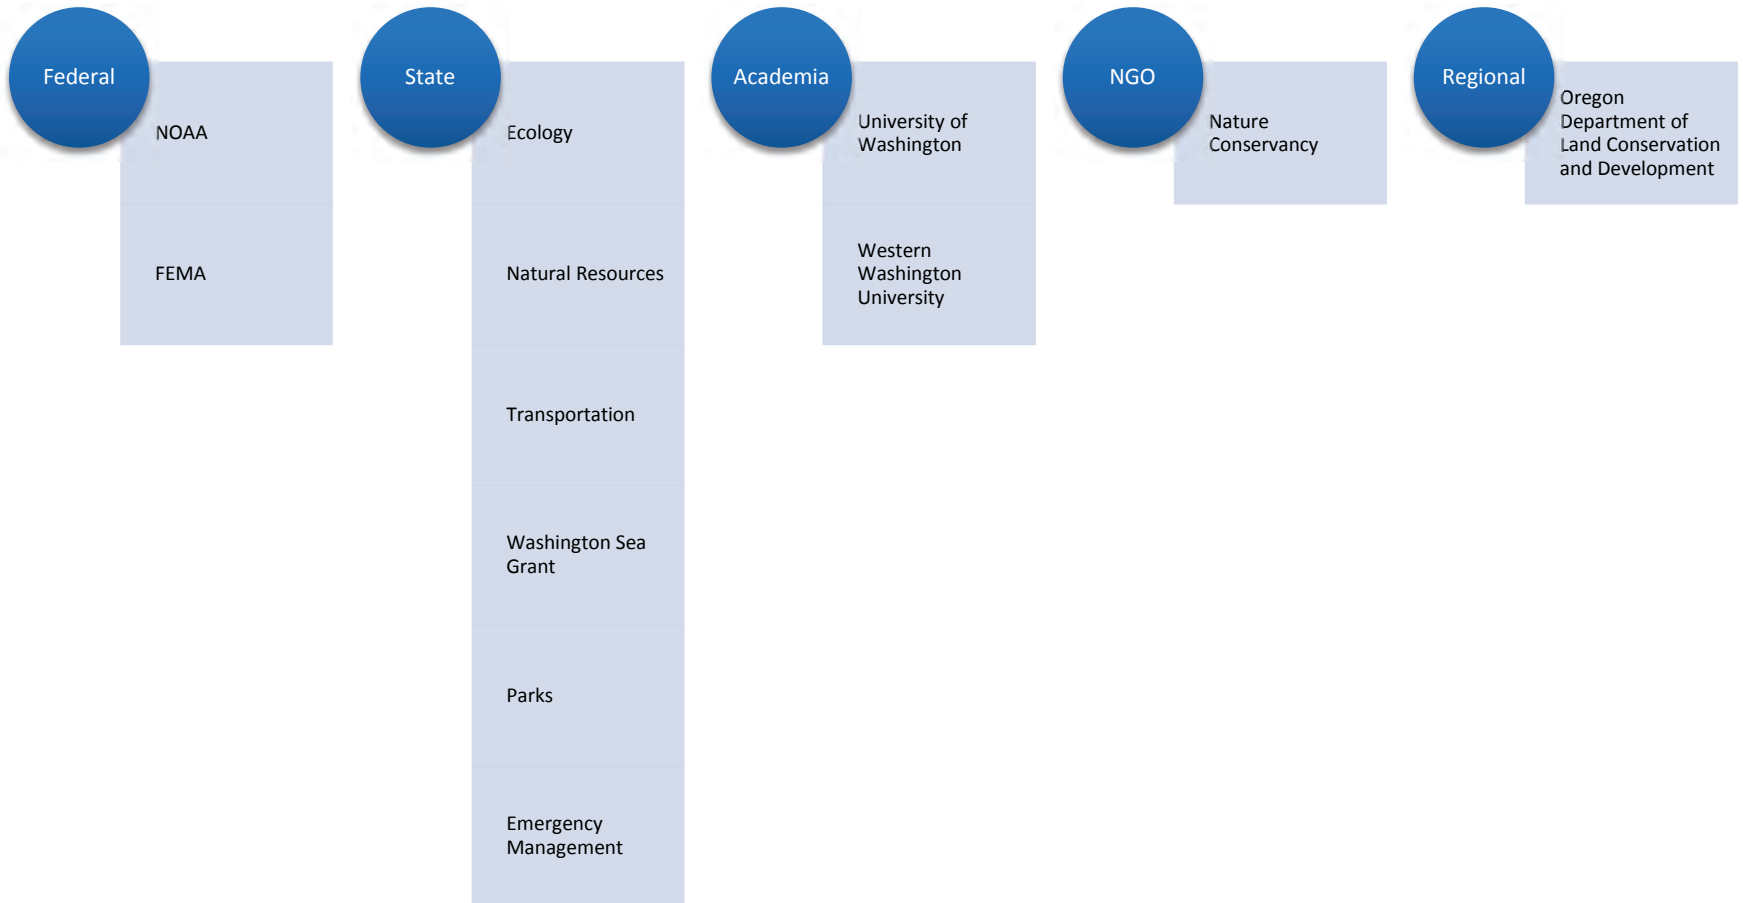 Federal
NOAA
FEMA
State
Ecology
Natural Resources
Transportation
Washington Sea
Grant
Parks
Emergency
Management
Academia
University of
Washington
Western
Washington
University
NGO
Nature
Conservancy
Regional
Oregon
Department of
Land Conservation
and Development